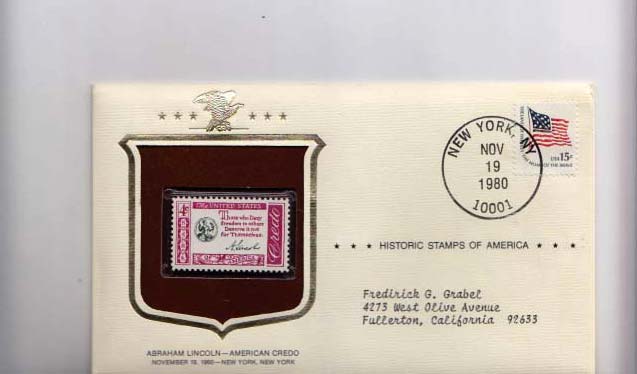 NEW YORK, NY
NOV
19
1980
10001
USA 15c
THE UNITED STATES
Those who Deny
freedom to others
Deserve it not
for Themselves
A. Lincoln
Credo
★ ★ ★ HISTORIC STAMPS OF AMERICA ★ ★ ★
Fredirick G. Grabel
4273 West Olive Avenue
Fullerton, California 92633
ABRAHAM LINCOLN—AMERICAN CREDO
NOVEMBER 19, 1980—NEW YORK, NEW YORK